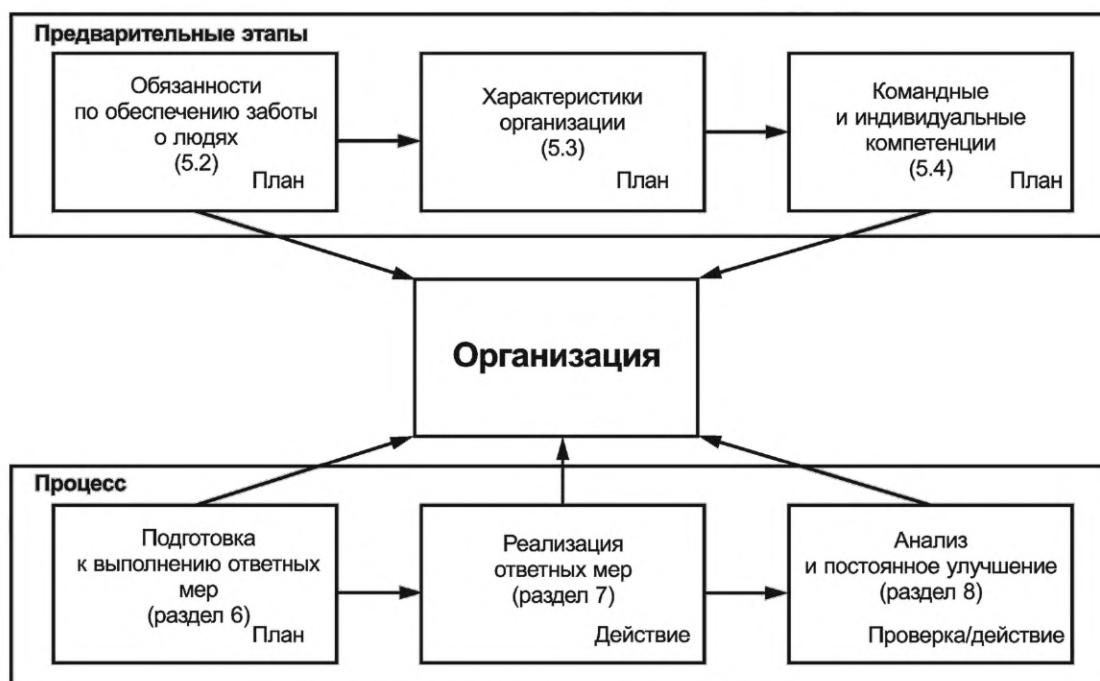 Предварительные этапы
Обязанности
по обеспечению заботы
о людях
(5.2)
План
Характеристики
организации
(5.3)
План
Командные
и индивидуальные
компетенции
(5.4)
План
Организация
Процесс
Подготовка
к выполнению ответных
мер
(раздел 6)
План
Реализация
ответных мер
(раздел 7)
Действие
Анализ
и постоянное улучшение
(раздел 8)
Проверка/действие